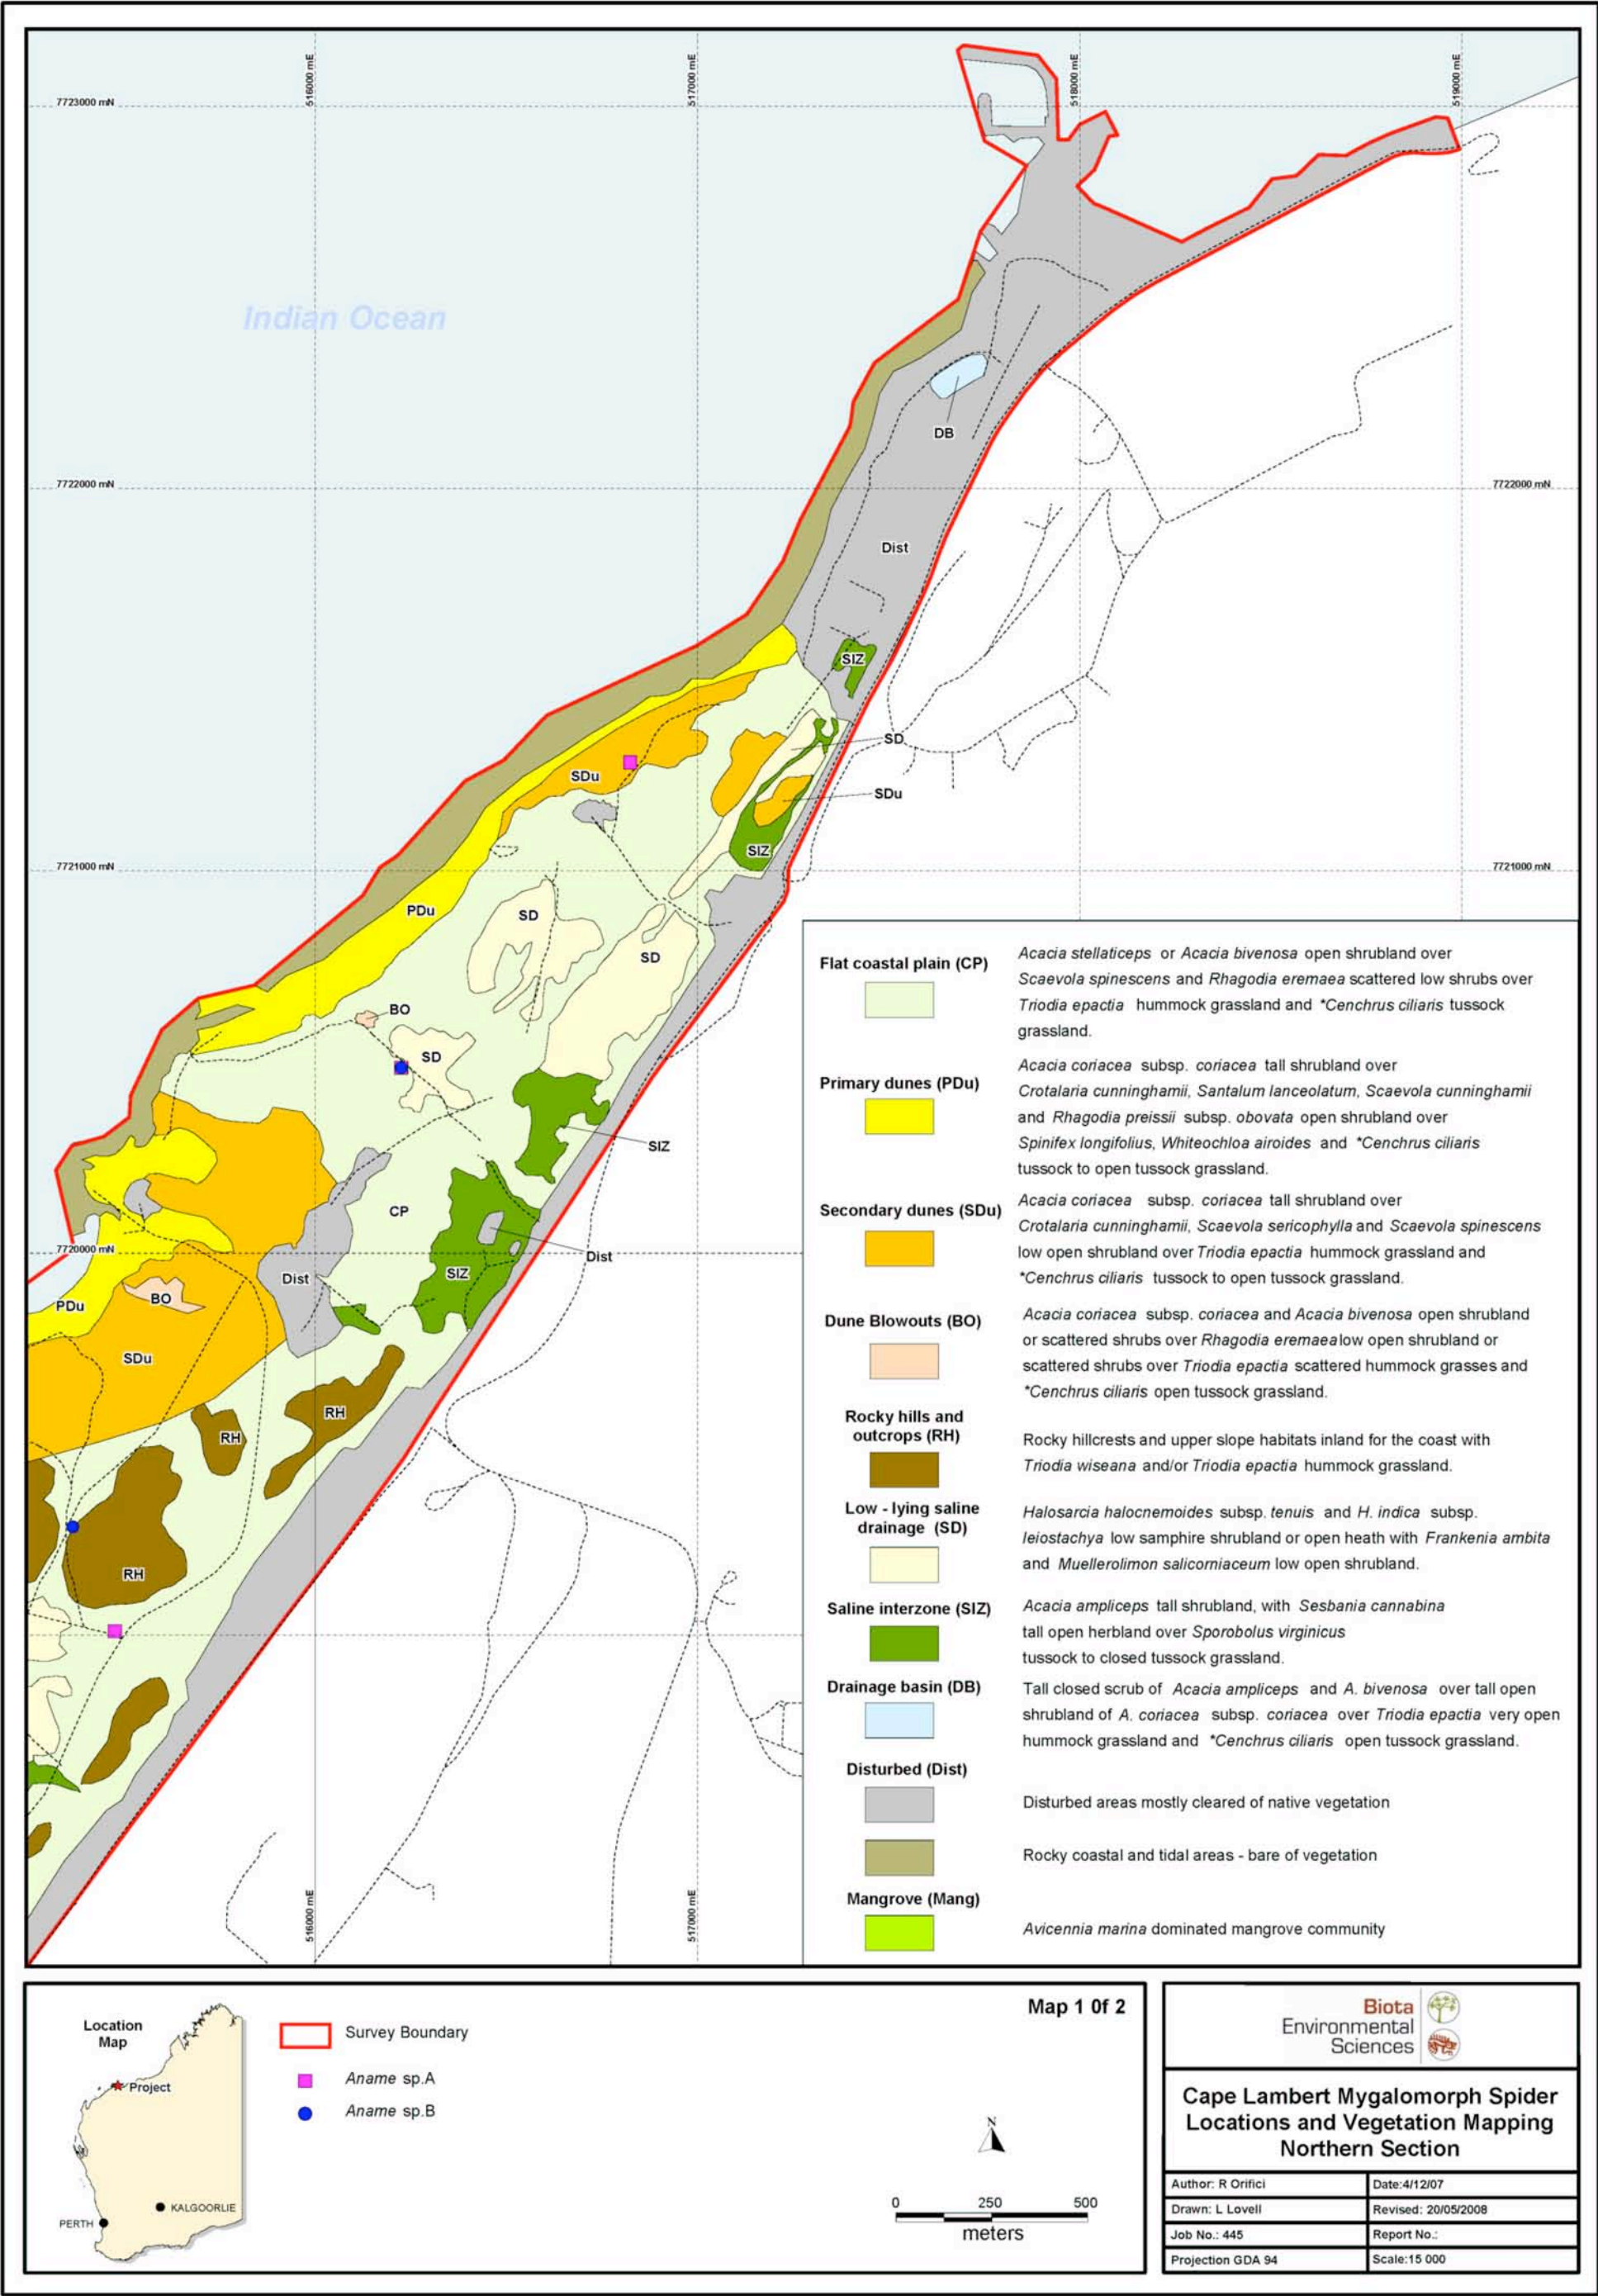 516000 mE
517000 mE
518000 mE
519000 mE
7723000 mN
Indian Ocean
DB
7722000 mN
7722000 mN
Dist
SIZ
SD
SDu
SDu
SIZ
7721000 mN
7721000 mN
PDu
SD
SD
BO
SD
SIZ
CP
7720000 mN
Dist
SIZ
Dist
BO
PDu
SDu
RH
RH
RH
516000 mE
517000 mE
Flat coastal plain (CP)
Acacia stellaticeps or Acacia bivenosa open shrubland over
Scaevola spinescens and Rhagodia eremaea scattered low shrubs over
Triodia epactia hummock grassland and *Cenchrus ciliaris tussock
grassland.
Primary dunes (PDu)
Acacia coriacea subsp. coriacea tall shrubland over
Crotalaria cunninghamii, Santalum lanceolatum, Scaevola cunninghamii
and Rhagodia preissii subsp. obovata open shrubland over
Spinifex longifolius, Whiteochloa airoides and *Cenchrus ciliaris
tussock to open tussock grassland.
Secondary dunes (SDu)
Acacia coriacea subsp. coriacea tall shrubland over
Crotalaria cunninghamii, Scaevola sericophylla and Scaevola spinescens
low open shrubland over Triodia epactia hummock grassland and
*Cenchrus ciliaris tussock to open tussock grassland.
Dune Blowouts (BO)
Acacia coriacea subsp. coriacea and Acacia bivenosa open shrubland
or scattered shrubs over Rhagodia eremaealow open shrubland or
scattered shrubs over Triodia epactia scattered hummock grasses and
*Cenchrus ciliaris open tussock grassland.
Rocky hills and
outcrops (RH)
Rocky hillcrests and upper slope habitats inland for the coast with
Triodia wiseana and/or Triodia epactia hummock grassland.
Low - lying saline
drainage (SD)
Halosarcia halocnemoides subsp. tenuis and H. indica subsp.
leiostachya low samphire shrubland or open heath with Frankenia ambita
and Muellerolimon salicorniaceum low open shrubland.
Saline interzone (SIZ)
Acacia ampliceps tall shrubland, with Sesbania cannabina
tall open herbland over Sporobolus virginicus
tussock to closed tussock grassland.
Drainage basin (DB)
Tall closed scrub of Acacia ampliceps and A. bivenosa over tall open
shrubland of A. coriacea subsp. coriacea over Triodia epactia very open
hummock grassland and *Cenchrus ciliaris open tussock grassland.
Disturbed (Dist)
Disturbed areas mostly cleared of native vegetation
Rocky coastal and tidal areas - bare of vegetation
Mangrove (Mang)
Avicennia marina dominated mangrove community
Location
Map
Project
KALGOORLIE
PERTH
Survey Boundary
Aname sp.A
Aname sp.B
Map 1 0f 2
N
0 250 500
meters
Biota
Environmental
Sciences
Cape Lambert Mygalomorph Spider
Locations and Vegetation Mapping
Northern Section
Author: R Orifici
Date:4/12/07
Drawn: L Lovell
Revised: 20/05/2008
Job No.: 445
Report No.:
Projection GDA 94
Scale:15 000